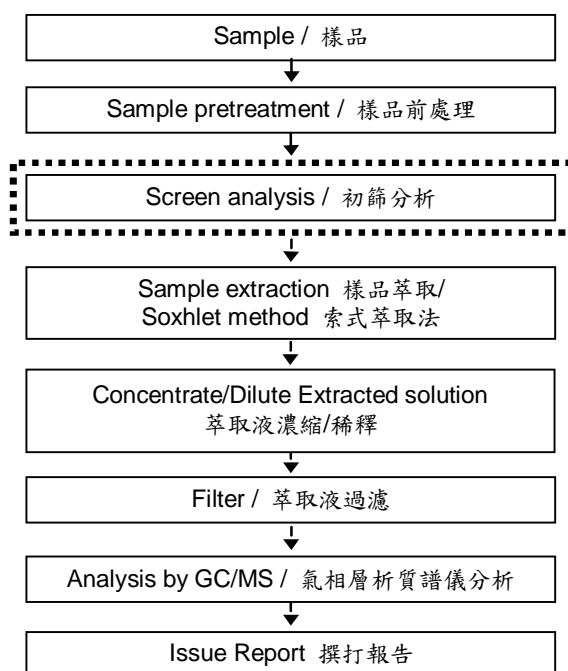 Sample / 樣品
Sample pretreatment / 樣品前處理
Screen analysis / 初篩分析
Sample extraction 樣品萃取/
Soxhlet method 索式萃取法
Concentrate/Dilute Extracted solution
萃取液濃縮/稀釋
Filter / 萃取液過濾
Analysis by GC/MS / 氣相層析質譜儀分析
Issue Report 撰打報告